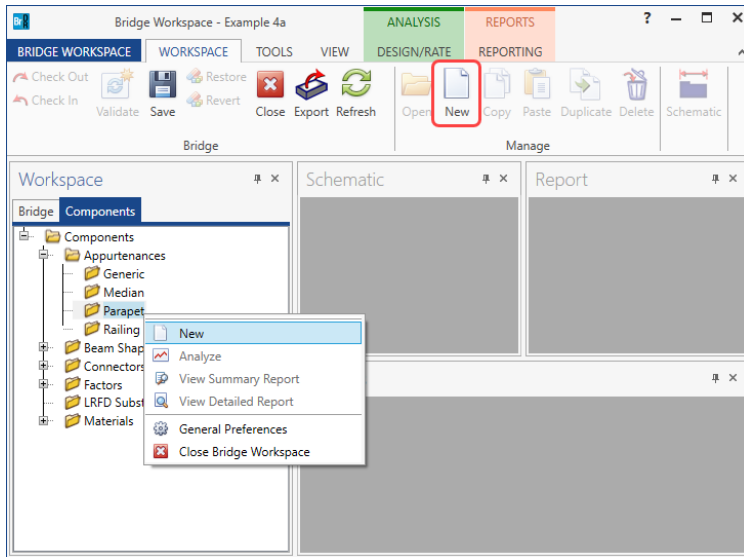 Br Bridge Workspace - Example 4a ANALYSIS REPORTS ?
BRIDGE WORKSPACE WORKSPACE TOOLS VIEW DESIGN/RATE REPORTING
Check Out
Check In
Validate
Save
Restore
Revert
Close
Export
Refresh
Open
New
Copy
Paste
Duplicate
Delete
Schematic
Bridge
Manage
Workspace
Schematic
Report
Bridge Components
Components
Appurtenances
Generic
Median
Parapet
Railing
Beam Shap
Connectors
Factors
LRFD Subst
Materials
New
Analyze
View Summary Report
View Detailed Report
General Preferences
Close Bridge Workspace